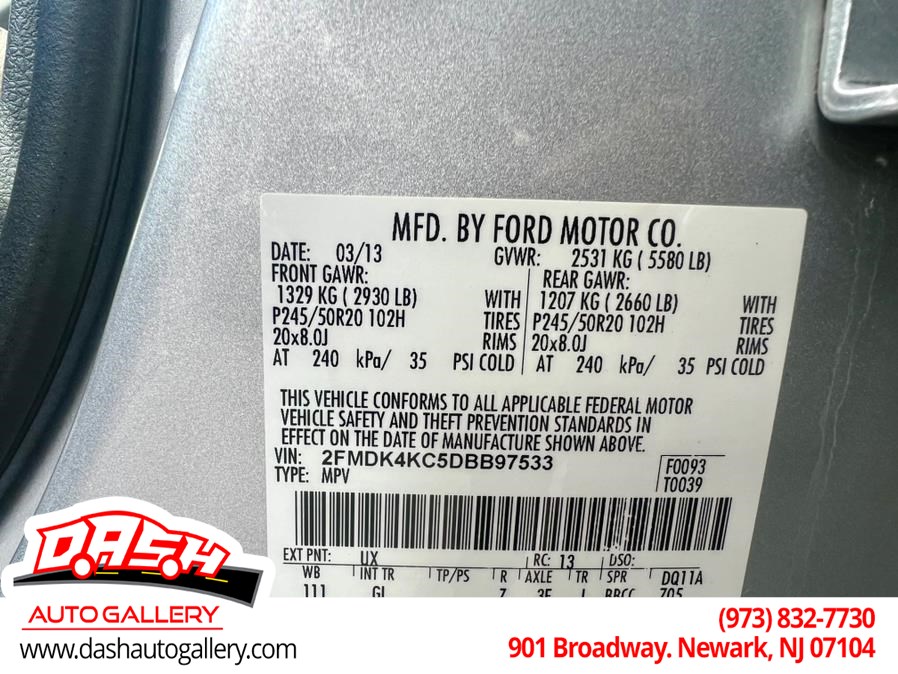 MFD. BY FORD MOTOR CO.
DATE: 03/13 GVWR: 2531 KG ( 5580 LB)
FRONT GAWR: REAR GAWR:
1329 KG ( 2930 LB) WITH 1207 KG ( 2660 LB) WITH
P245/50R20 102H TIRES P245/50R20 102H TIRES
20x8.0J RIMS 20x8.0J RIMS
AT 240 kPa/ 35 PSI COLD AT 240 kPa/ 35 PSI COLD
THIS VEHICLE CONFORMS TO ALL APPLICABLE FEDERAL MOTOR
VEHICLE SAFETY AND THEFT PREVENTION STANDARDS IN
EFFECT ON THE DATE OF MANUFACTURE SHOWN ABOVE.
VIN: 2FMDK4KC5DBB97533 F0093
TYPE: MPV T0039
EXT PNT: UX RC: 13 DSO:
WB INT TR TP/PS R AXLE TR SPR DQ11A
111 GL 7 3F
DASH
AUTO GALLERY
www.dashautogallery.com
(973) 832-7730
901 Broadway. Newark, NJ 07104